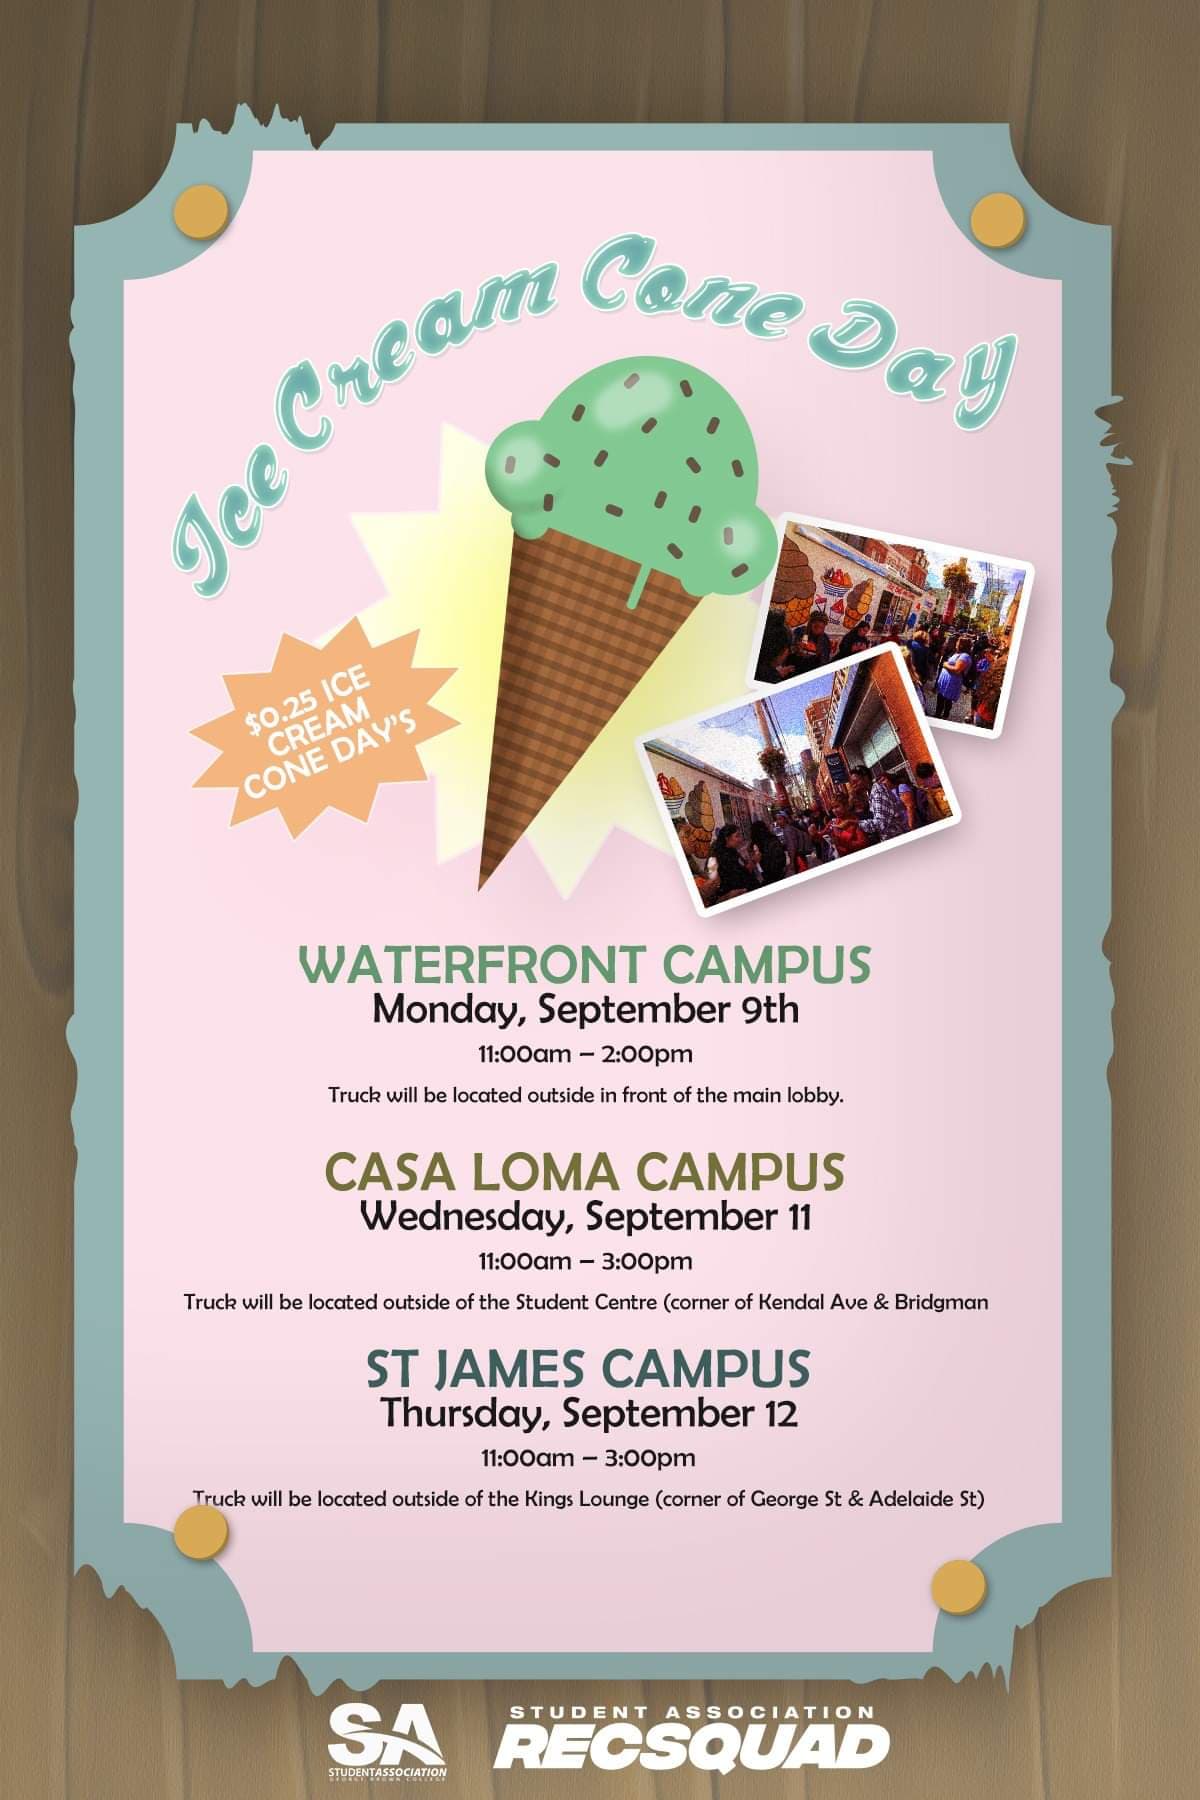 Ice Cream Cone Day
$0.25 ICE
CREAM
CONE DAY'S
WATERFRONT CAMPUS
Monday, September 9th
11:00am – 2:00pm
Truck will be located outside in front of the main lobby.
CASA LOMA CAMPUS
Wednesday, September 11
11:00am – 3:00pm
Truck will be located outside of the Student Centre (corner of Kendal Ave & Bridgman
ST JAMES CAMPUS
Thursday, September 12
11:00am – 3:00pm
Truck will be located outside of the Kings Lounge (corner of George St & Adelaide St)
SA
STUDENTASSOCIATION
GEORGE BROWN COLLEGE
STUDENT ASSOCIATION
RECSQUAD